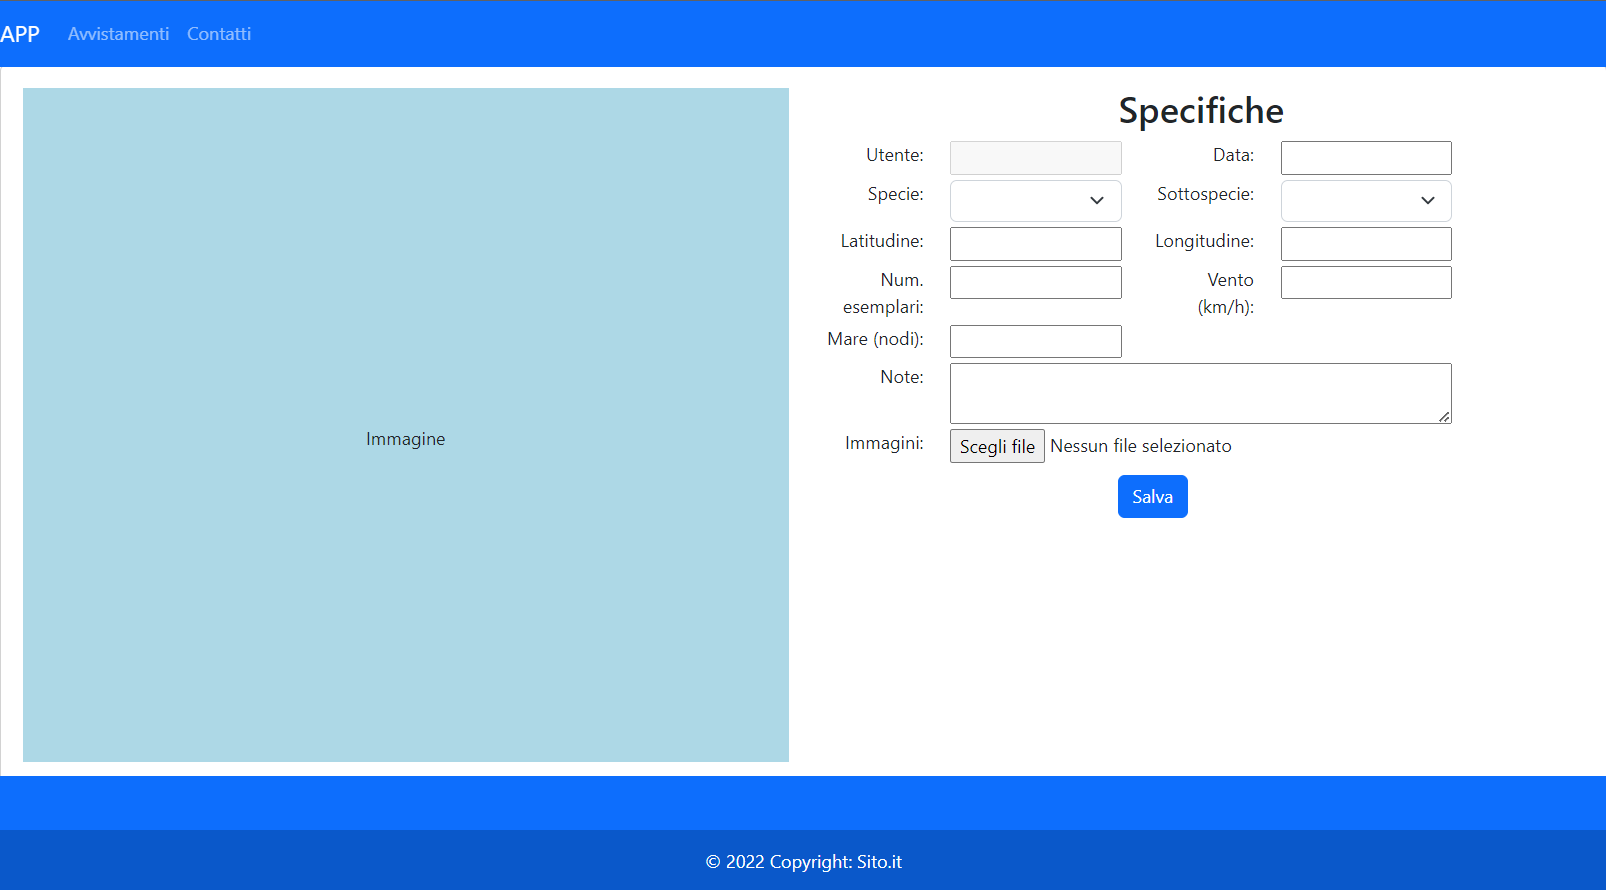 APP Avvistamenti Contatti
Immagine
Specifiche
Utente: Data:
Specie: Sottospecie:
Latitudine: Longitudine:
Num. esemplari: Vento (km/h):
Mare (nodi):
Note:
Immagini: Scegli file Nessun file selezionato
Salva
© 2022 Copyright: Sito.it